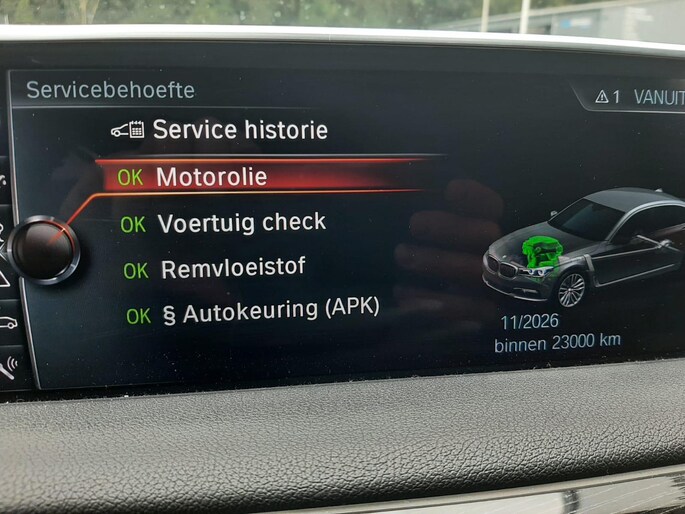 Servicebehoefte
1 VANUIT
Service historie
OK Motorolie
OK Voertuig check
OK Remvloeistof
OK § Autokeuring (APK)
11/2026
binnen 23000 km